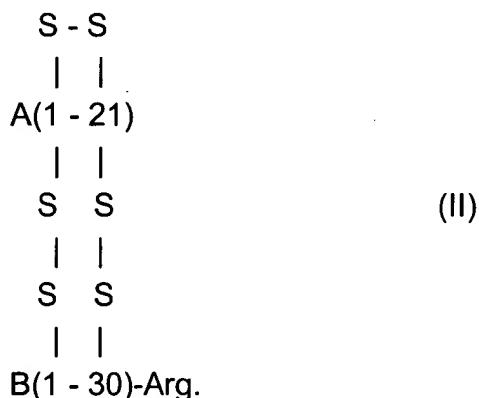 S - S
| |
A(1 - 21)
| |
S S (II)
| |
S S
| |
B(1 - 30)-Arg.